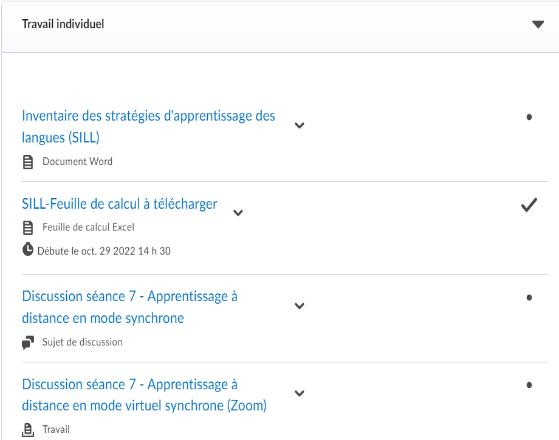 Travail individuel
Inventaire des stratégies d'apprentissage des
langues (SILL)
Document Word
SILL-Feuille de calcul à télécharger
Feuille de calcul Excel
Débute le oct. 29 2022 14 h 30
Discussion séance 7 - Apprentissage à
distance en mode synchrone
Sujet de discussion
Discussion séance 7 - Apprentissage à
distance en mode virtuel synchrone (Zoom)
Travail